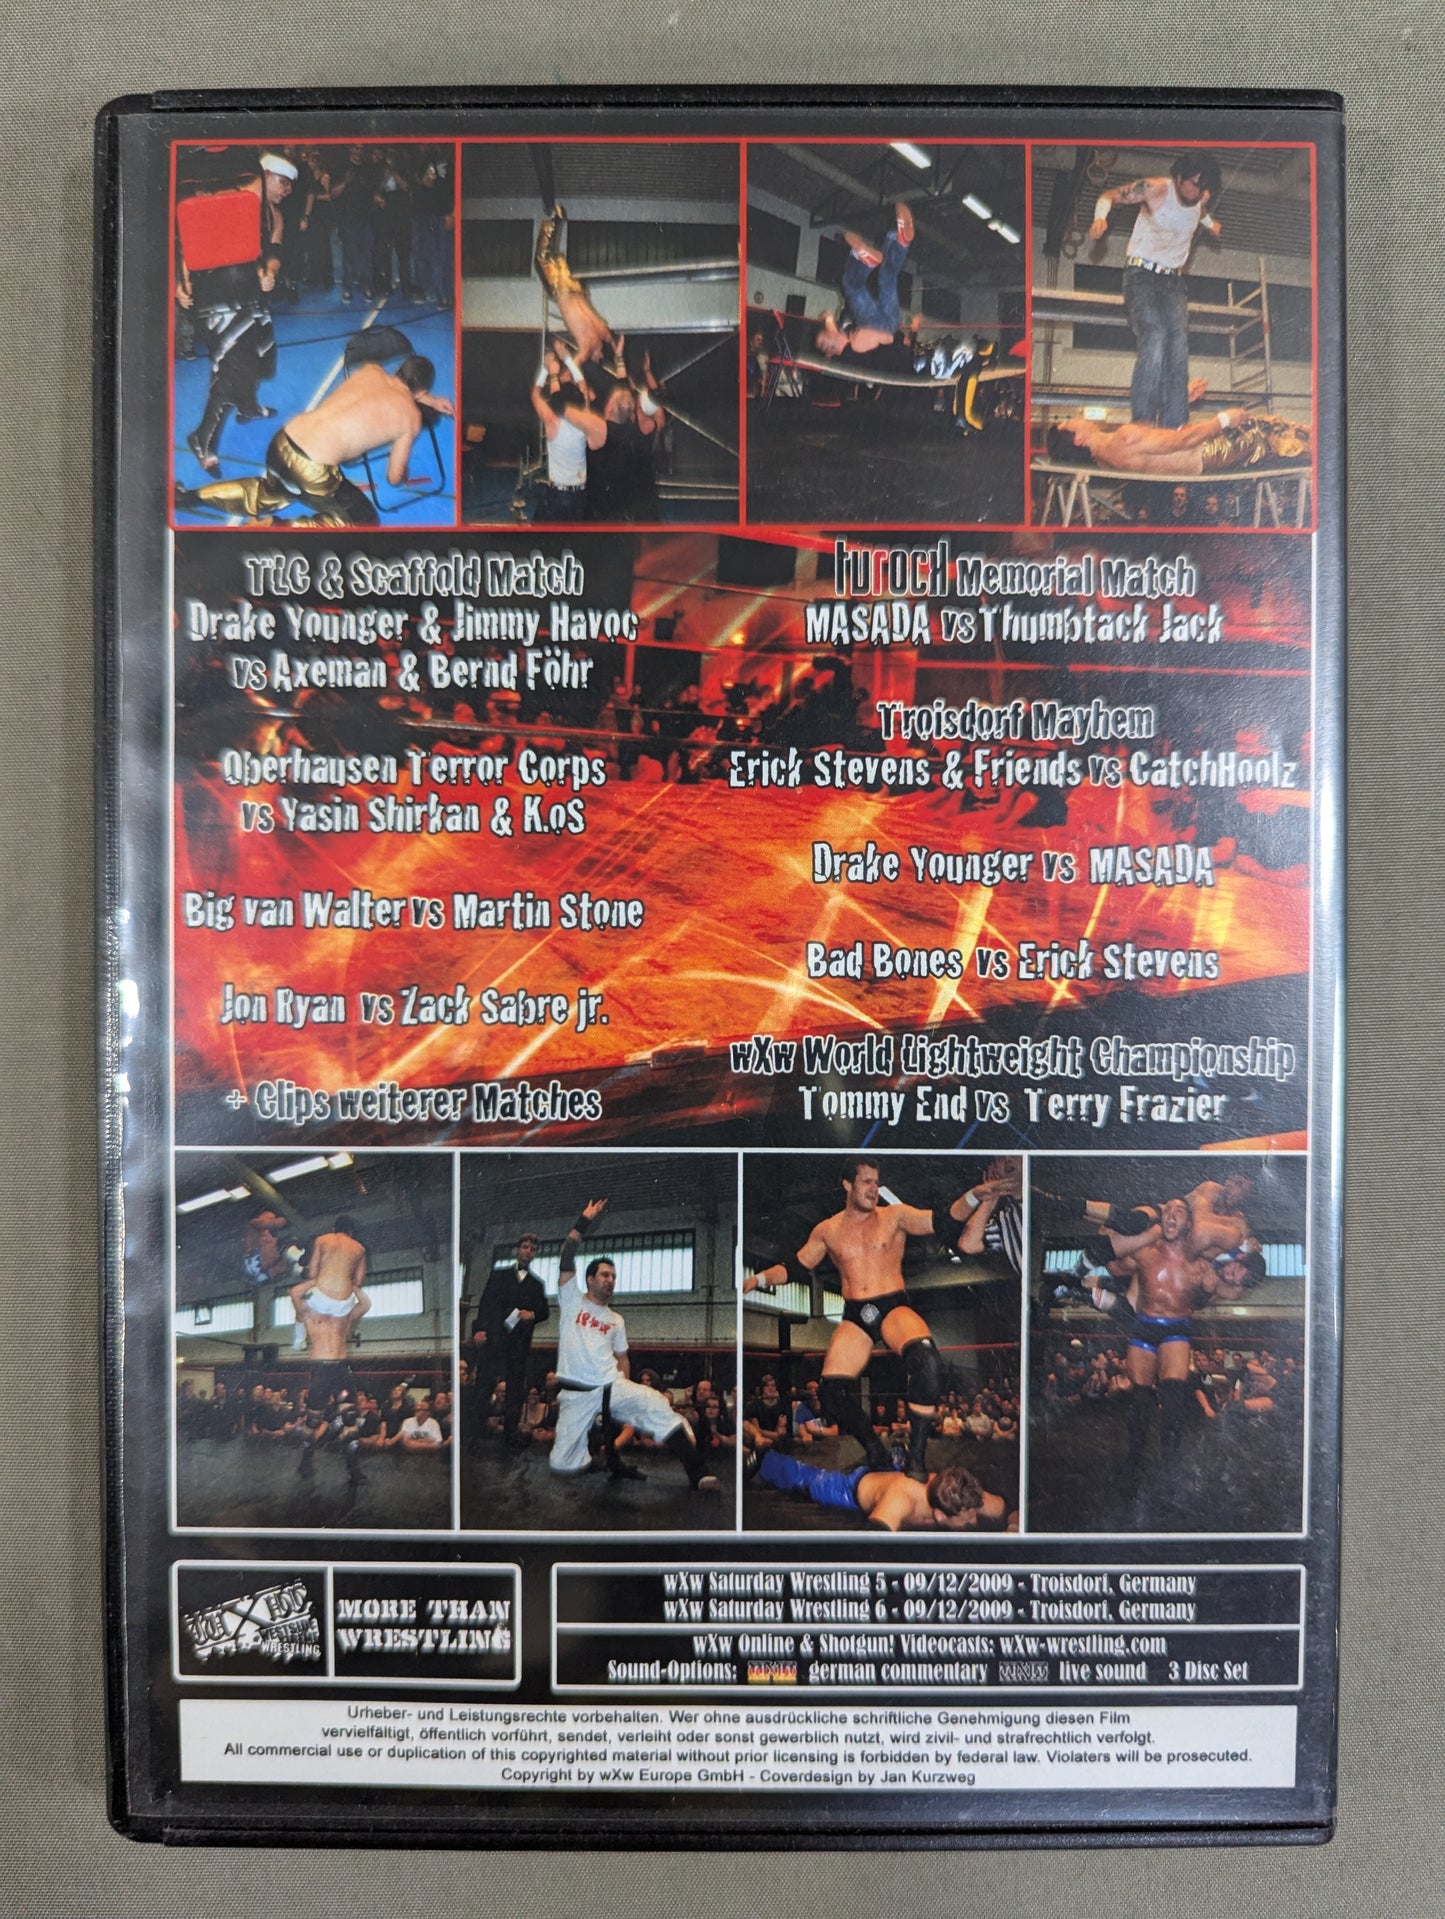 TLC & Scaffold Match
Drake Younger & Jimmy Havoc
vs Axeman & Bernd Föhr
Oberhausen Terror Corps
vs Yasin Shirkan & K.oS
Big van Walter vs Martin Stone
Jon Ryan vs Zack Sabre jr.
+ Clips weiterer Matches
turock Memorial Match
MASADA vs Thumbtack Jack
Troisdorf Mayhem
Erick Stevens & Friends vs CatchHoolz
Drake Younger vs MASADA
Bad Bones vs Erick Stevens
wXw World Lightweight Championship
Tommy End vs Terry Frazier
WRESTLING
MORE THAN
WRESTLING
wXw Saturday Wrestling 5 - 09/12/2009 - Troisdorf, Germany
wXw Saturday Wrestling 6 - 09/12/2009 - Troisdorf, Germany
wXw Online & Shotgun! Videocasts: wXw-wrestling.com
Sound-Options: wXw german commentary wXw live sound 3 Disc Set
Urheber- und Leistungsrechte vorbehalten. Wer ohne ausdrückliche schriftliche Genehmigung diesen Film
vervielfältigt, öffentlich vorführt, sendet, verleiht oder sonst gewerblich nutzt, wird zivil- und strafrechtlich verfolgt.
All commercial use or duplication of this copyrighted material without prior licensing is forbidden by federal law. Violaters will be prosecuted.
Copyright by wXw Europe GmbH - Coverdesign by Jan Kurzweg